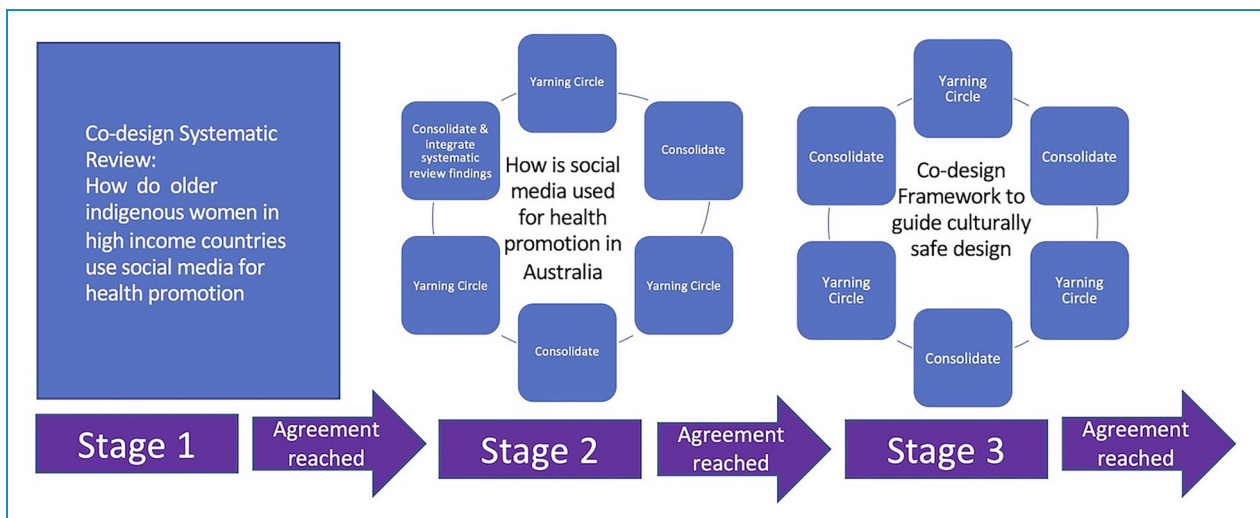 Co-design Systematic
Review:
How do older
indigenous women in
high income countries
use social media for
health promotion
Yarning Circle
Consolidate
Yarning Circle
Consolidate
Yarning Circle
Consolidate &
integrate
systematic
review findings
How is social
media used
for health
promotion in
Australia
Yarning
Circle
Consolidate
Yarning
Circle
Consolidate
Yarning
Circle
Consolidate
Co-design
Framework to
guide culturally
safe design
Stage 1
Agreement
reached
Stage 2
Agreement
reached
Stage 3
Agreement
reached